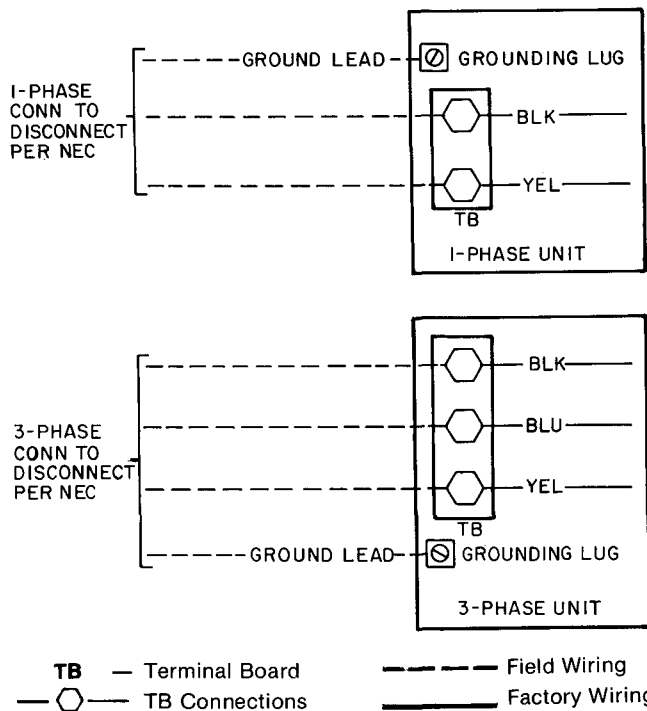 GROUND LEAD
GROUNDING LUG
1-PHASE
CONN TO
DISCONNECT
PER NEC
BLK
YEL
TB
1-PHASE UNIT
BLK
BLU
3-PHASE
CONN TO
DISCONNECT
PER NEC
YEL
TB
GROUND LEAD
GROUNDING LUG
3-PHASE UNIT
TB — Terminal Board
Field Wiring
TB Connections
Factory Wiring